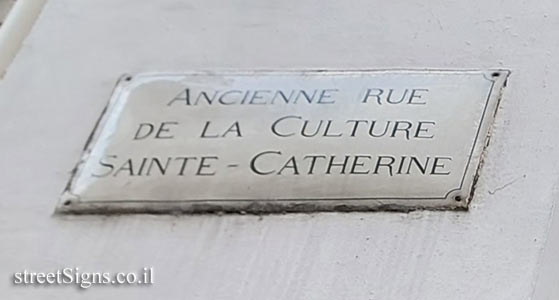 ANCIENNE RUE
DE LA CULTURE
SAINTE - CATHERINE
streetSigns.co.il